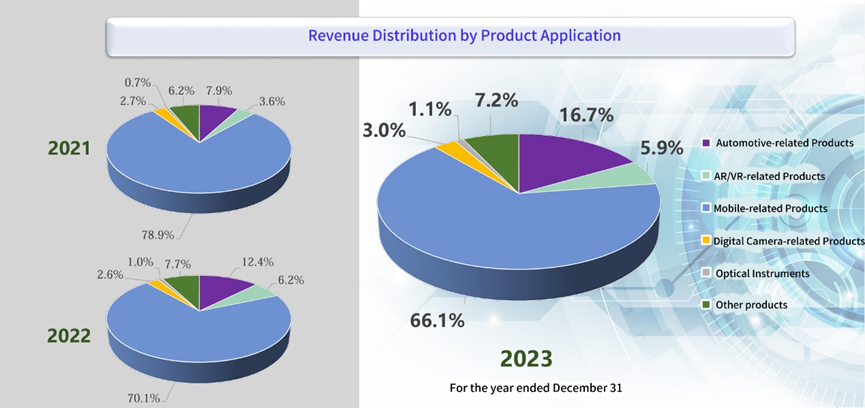 Revenue Distribution by Product Application
0.7%
6.2%
7.9%
2.7%
3.6%
2021
78.9%
1.0%
7.7%
12.4%
2.6%
6.2%
2022
70.1%
7.2%
1.1%
16.7%
3.0%
5.9%
66.1%
2023
For the year ended December 31
Automotive-related Products
AR/VR-related Products
Mobile-related Products
Digital Camera-related Products
Optical Instruments
Other products